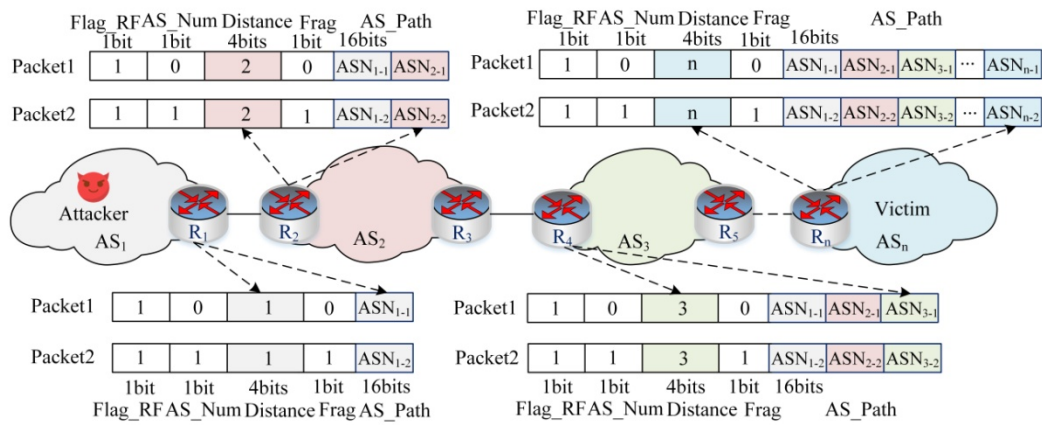 Flag_RF AS_Num Distance Frag AS_Path
1bit 1bit 4bits 1bit 16bits
Packet1 1 0 2 0 ASN1-1 ASN2-1
Packet2 1 1 2 1 ASN1-2 ASN2-2
Flag_RF AS_Num Distance Frag AS_Path
1bit 1bit 4bits 1bit 16bits
Packet1 1 0 n 0 ASN1-1 ASN2-1 ASN3-1 ... ASNn-1
Packet2 1 1 n 1 ASN1-2 ASN2-2 ASN3-2 ... ASNn-2
Attacker
AS1
R1
R2
AS2
R3
R4
AS3
R5
Rn
Victim
ASn
Packet1 1 0 1 0 ASN1-1
Packet2 1 1 1 1 ASN1-2
1bit 1bit 4bits 1bit 16bits
Flag_RF AS_Num Distance Frag AS_Path
Packet1 1 0 3 0 ASN1-1 ASN2-1 ASN3-1
Packet2 1 1 3 1 ASN1-2 ASN2-2 ASN3-2
1bit 1bit 4bits 1bit 16bits
Flag_RF AS_Num Distance Frag AS_Path